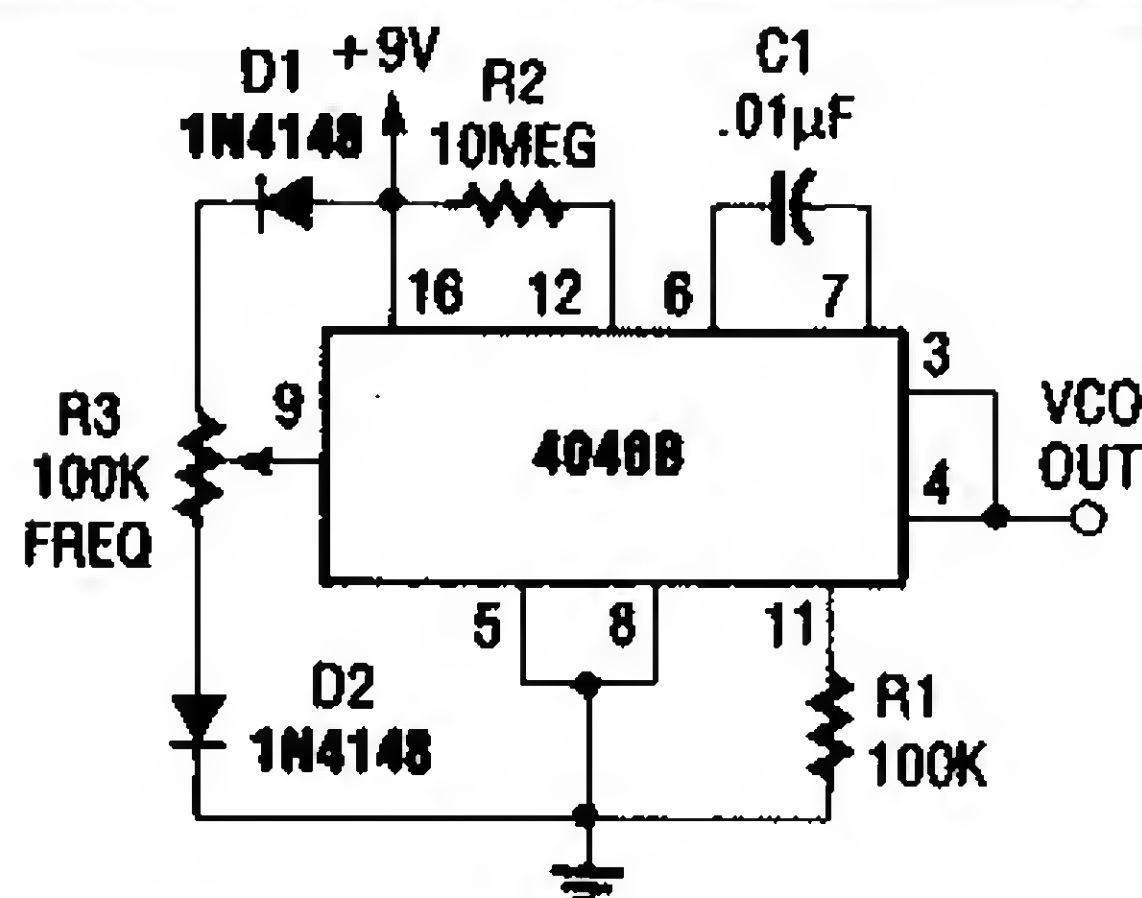 D1
1N4148
+9V
R2
10MEG
C1
.01µF
16
12
6
7
3
4
VCO
OUT
R3
100K
FREQ
9
4046B
5
8
11
D2
1N4148
R1
100K